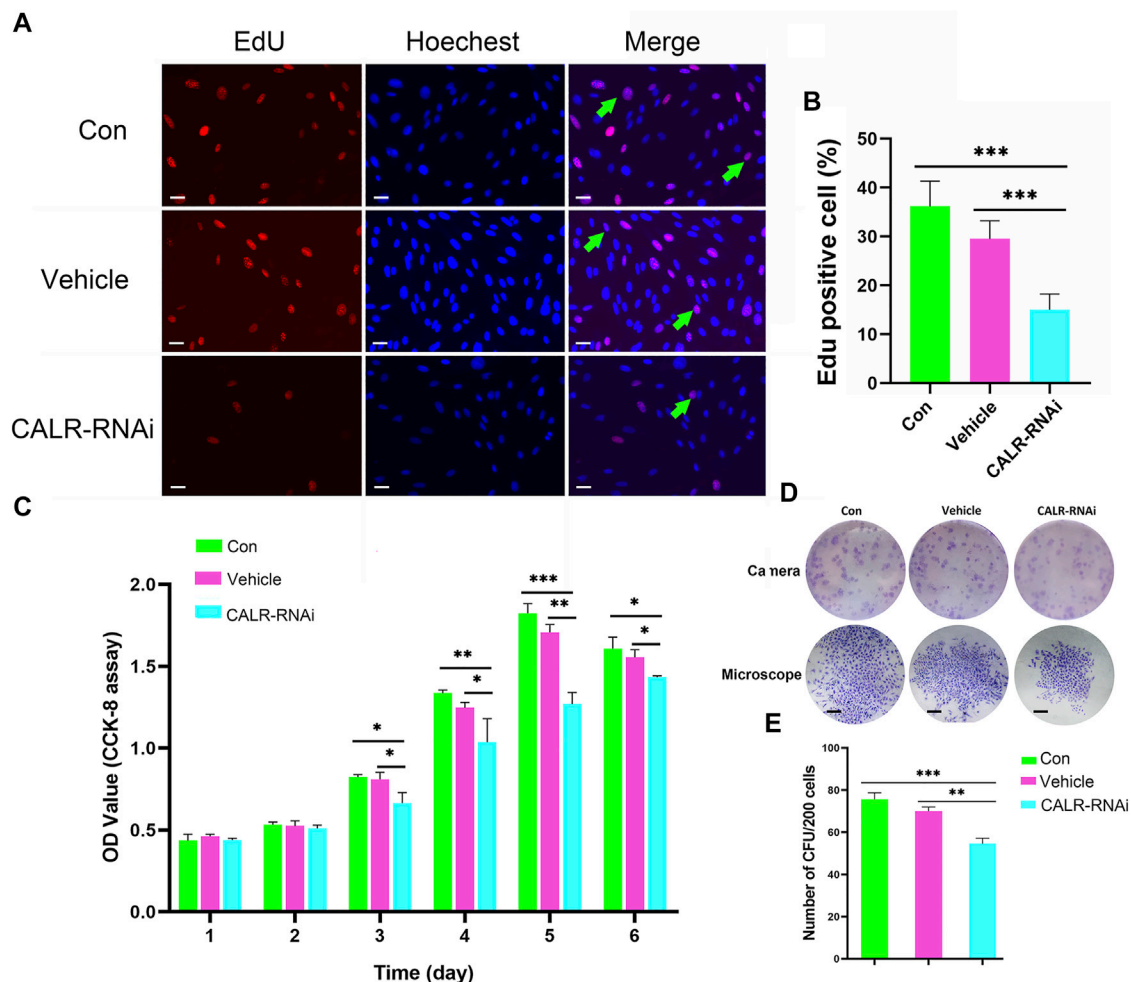 A
EdU
Hoechest
Merge
Con
Vehicle
CALR-RNAi
B
Edu positive cell (%)
50
40
30
20
10
0
***
***
Con
Vehicle
CALR-RNAi
C
Con
Vehicle
CALR-RNAi
OD Value (CCK-8 assay)
2.0
1.5
1.0
0.5
0.0
*
*
**
*
***
**
*
*
1
2
3
4
5
6
Time (day)
D
Con
Vehicle
CALR-RNAi
Camera
Microscope
E
Number of CFU/200 cells
100
80
60
40
20
0
***
**
Con
Vehicle
CALR-RNAi